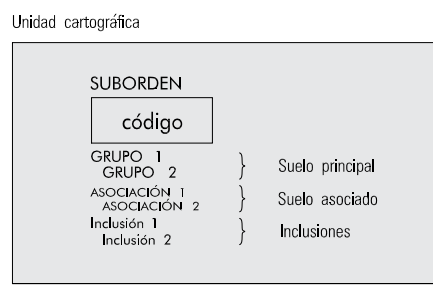 Unidad cartográfica
SUBORDEN
código
GRUPO 1
GRUPO 2
} Suelo principal
ASOCIACIÓN 1
ASOCIACIÓN 2
} Suelo asociado
Inclusión 1
Inclusión 2
} Inclusiones